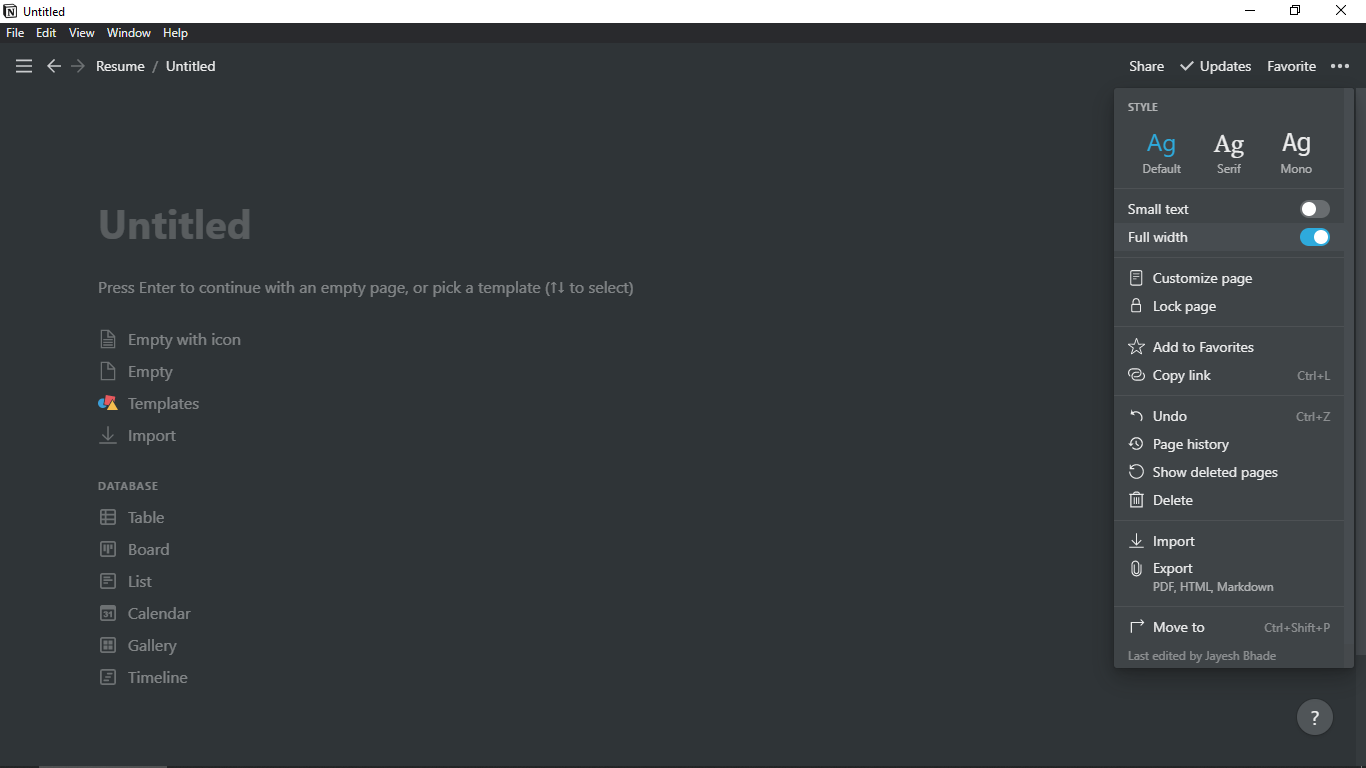 Untitled
File Edit View Window Help
Resume / Untitled
Share Updates Favorite
Untitled
Press Enter to continue with an empty page, or pick a template (↑↓ to select)
Empty with icon
Empty
Templates
Import
DATABASE
Table
Board
List
31 Calendar
Gallery
Timeline
STYLE
Ag Ag Ag
Default Serif Mono
Small text
Full width
Customize page
Lock page
Add to Favorites
Copy link Ctrl+L
Undo Ctrl+Z
Page history
Show deleted pages
Delete
Import
Export
PDF, HTML, Markdown
Move to Ctrl+Shift+P
Last edited by Jayesh Bhade
?